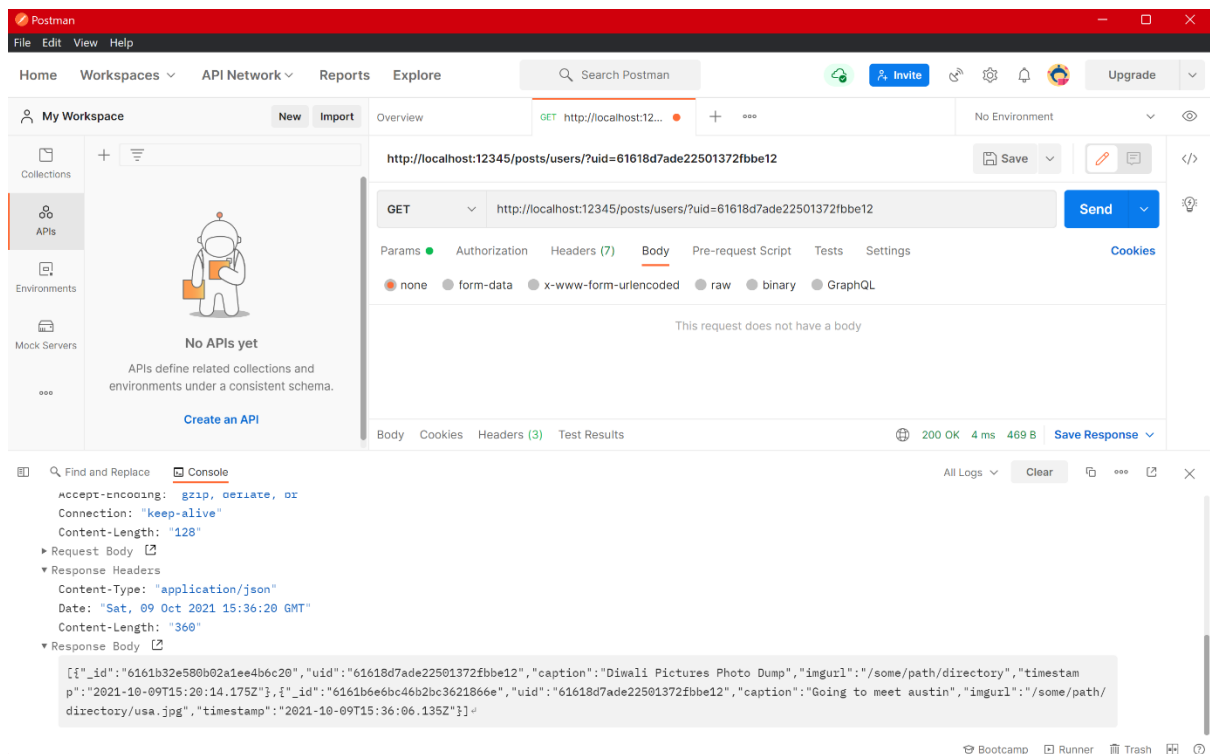 Postman
File Edit View Help
Home Workspaces API Network Reports Explore Search Postman Invite Upgrade
My Workspace New Import Overview GET http://localhost:12... No Environment
Collections
APIs
Environments
Mock Servers
No APIs yet
APIs define related collections and
environments under a consistent schema.
Create an API
http://localhost:12345/posts/users/?uid=61618d7ade22501372fbbe12 Save
GET http://localhost:12345/posts/users/?uid=61618d7ade22501372fbbe12 Send
Params Authorization Headers (7) Body Pre-request Script Tests Settings Cookies
none form-data x-www-form-urlencoded raw binary GraphQL
This request does not have a body
Body Cookies Headers (3) Test Results 200 OK 4 ms 469 B Save Response
Find and Replace Console All Logs Clear
Accept-Encoding: "gzip, deflate, br"
Connection: "keep-alive"
Content-Length: "128"
Request Body
Response Headers
Content-Type: "application/json"
Date: "Sat, 09 Oct 2021 15:36:20 GMT"
Content-Length: "360"
Response Body
[{"_id":"6161b32e580b02a1ee4b6c20","uid":"61618d7ade22501372fbbe12","caption":"Diwali Pictures Photo Dump","imgurl":"/some/path/directory","timestam
p":"2021-10-09T15:20:14.175Z"},{"_id":"6161b6e6bc46b2bc3621866e","uid":"61618d7ade22501372fbbe12","caption":"Going to meet austin","imgurl":"/some/path/
directory/usa.jpg","timestamp":"2021-10-09T15:36:06.135Z"}]
Bootcamp Runner Trash